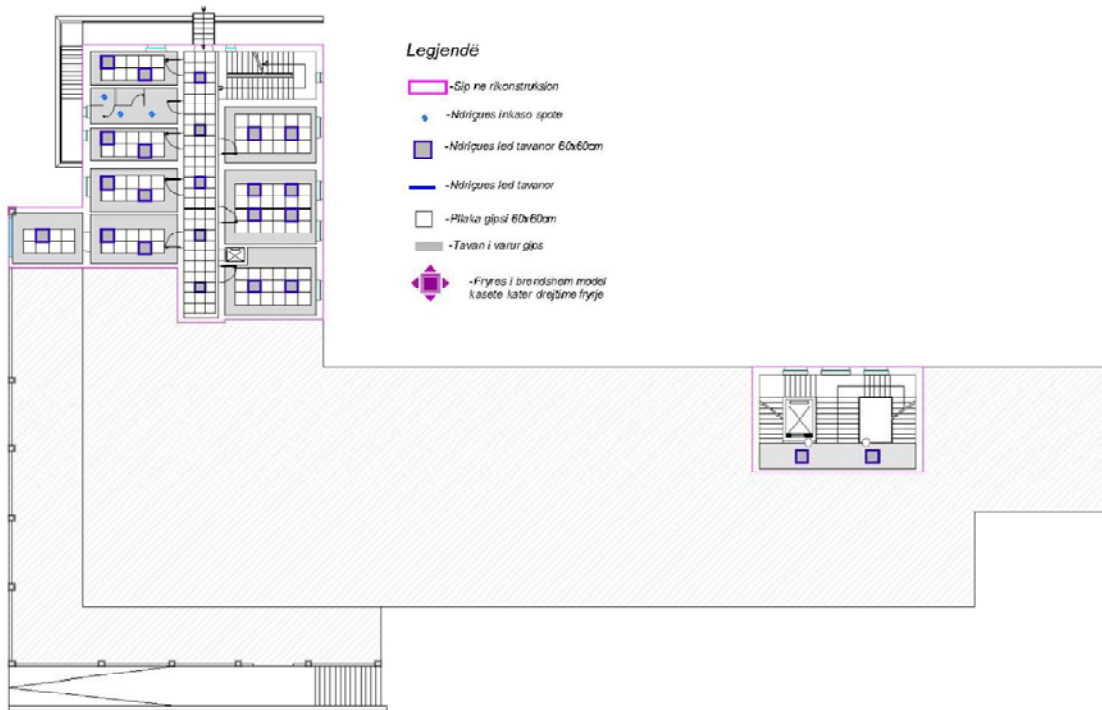 Legjendë
-Sip ne rikonstruksion
-Ndriçues inkaso spote
-Ndriçues led tavanor 60x60cm
-Ndriçues led tavanor
-Pllaka gipsi 60x60cm
-Tavan i varur gips
-Fryres i brendshem model
kasete kater drejtime fryrje